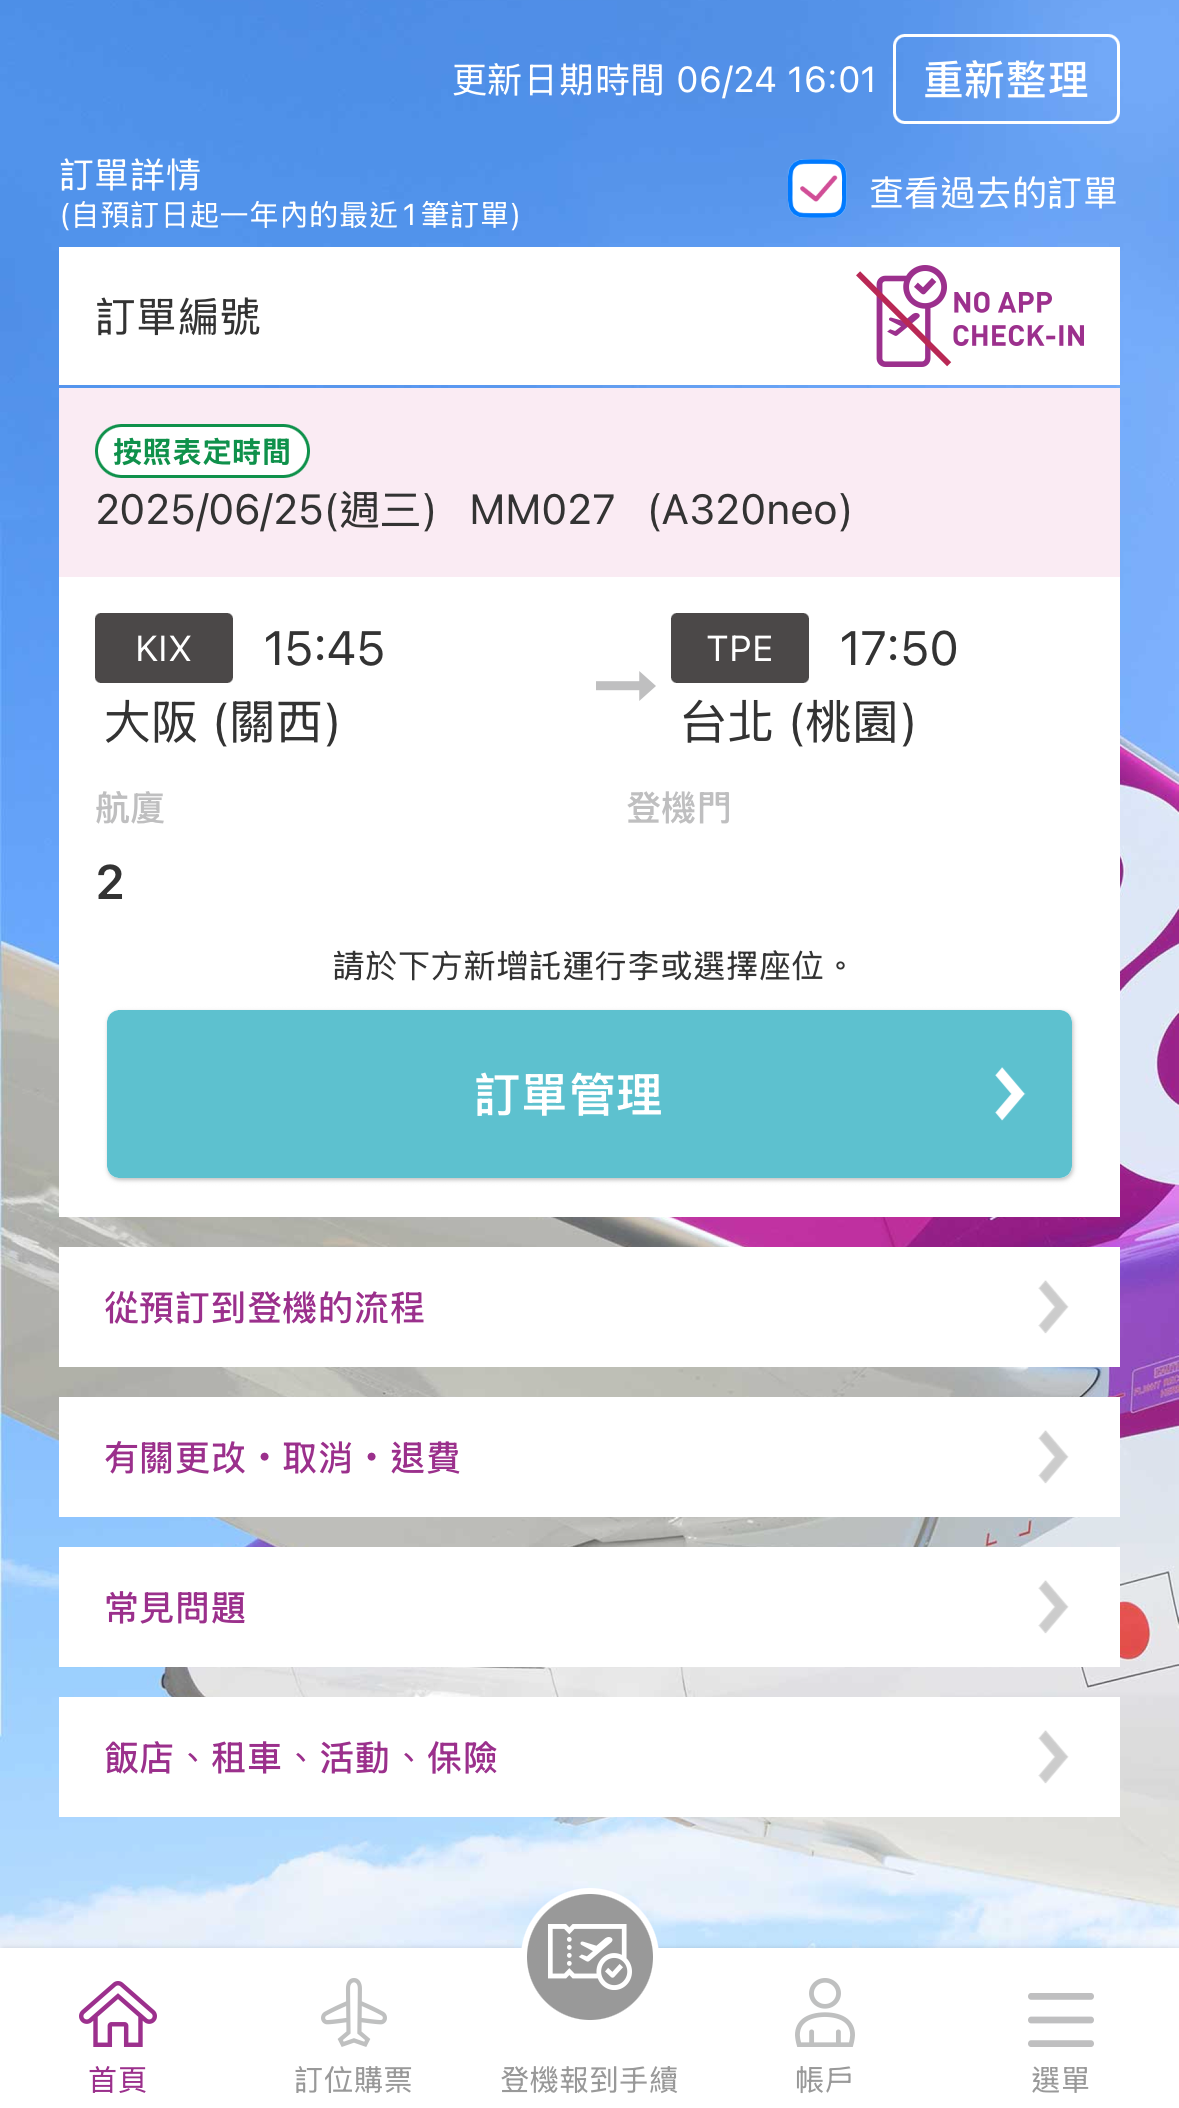 更新日期時間 06/24 16:01
重新整理
訂單詳情
(自預訂日起一年內的最近1筆訂單)
查看過去的訂單
訂單編號
NO APP
CHECK-IN
按照表定時間
2025/06/25(週三) MM027 (A320neo)
KIX 15:45
TPE 17:50
大阪 (關西)
台北 (桃園)
航廈
登機門
2
請於下方新增託運行李或選擇座位。
訂單管理
從預訂到登機的流程
有關更改・取消・退費
常見問題
飯店、租車、活動、保險
首頁
訂位購票
登機報到手續
帳戶
選單